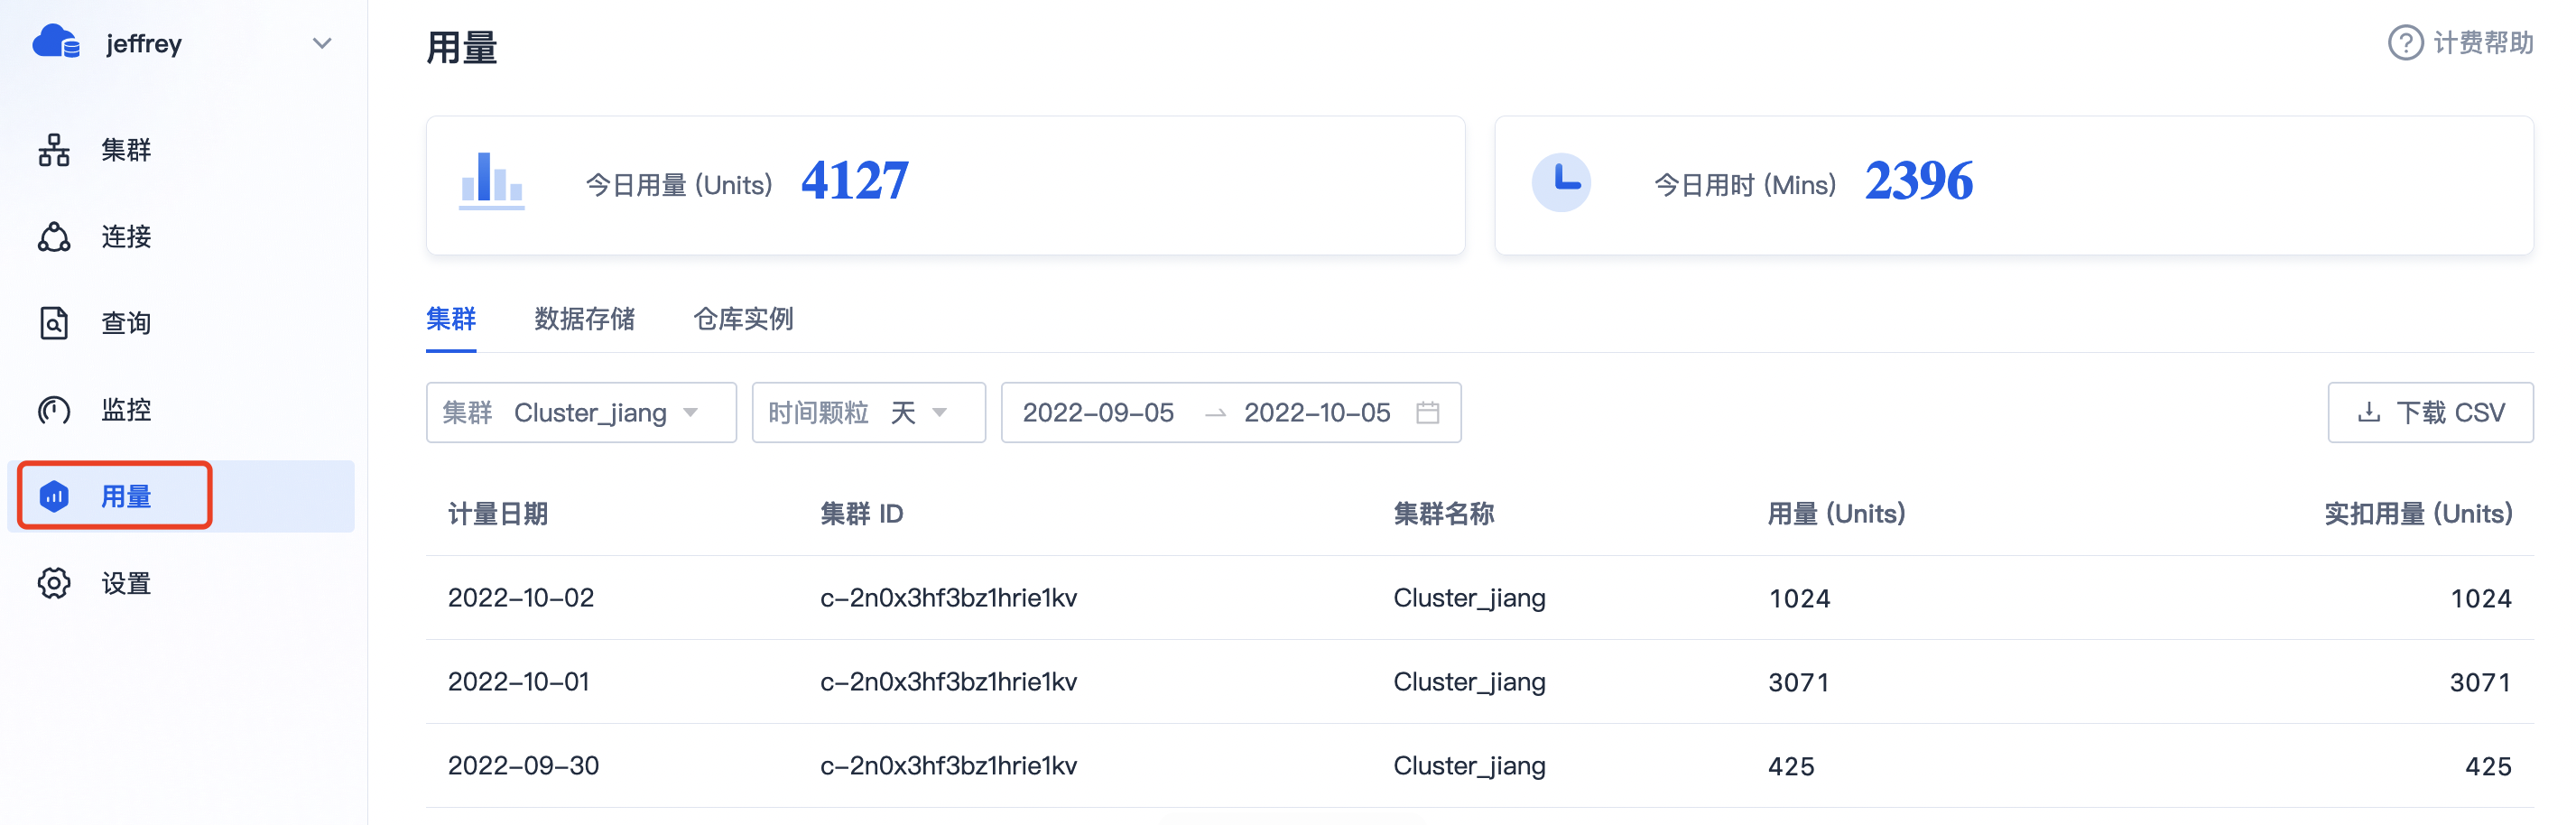 jeffrey
集群
连接
查询
监控
用量
设置
用量
计费帮助
今日用量 (Units) 4127
今日用时 (Mins) 2396
集群 数据存储 仓库实例
集群 Cluster_jiang 时间颗粒 天 2022-09-05 → 2022-10-05 下载 CSV
计量日期 集群 ID 集群名称 用量 (Units) 实扣用量 (Units)
2022-10-02 c-2n0x3hf3bz1hrie1kv Cluster_jiang 1024 1024
2022-10-01 c-2n0x3hf3bz1hrie1kv Cluster_jiang 3071 3071
2022-09-30 c-2n0x3hf3bz1hrie1kv Cluster_jiang 425 425